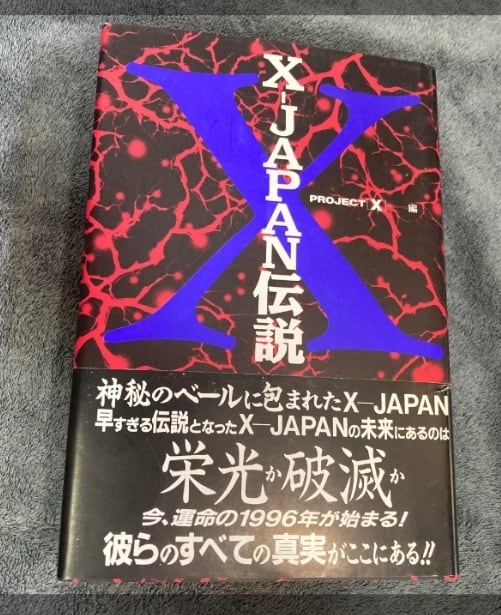 X-JAPAN伝説
PROJECT「X」編
神秘のベールに包まれたX―JAPAN
早すぎる伝説となったX―JAPANの未来にあるのは
栄光か破滅か
今、運命の1996年が始まる!
彼らのすべての真実がここにある!!